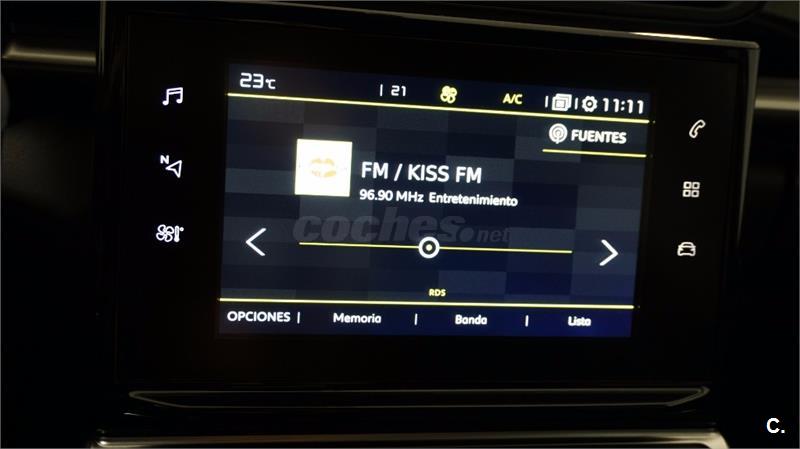 23°C | 21 A/C | | 11:11
FUENTES
FM / KISS FM
96.90 MHz Entretenimiento
coches.net
RDS
OPCIONES | Memoria | Banda | Lista
N
C.